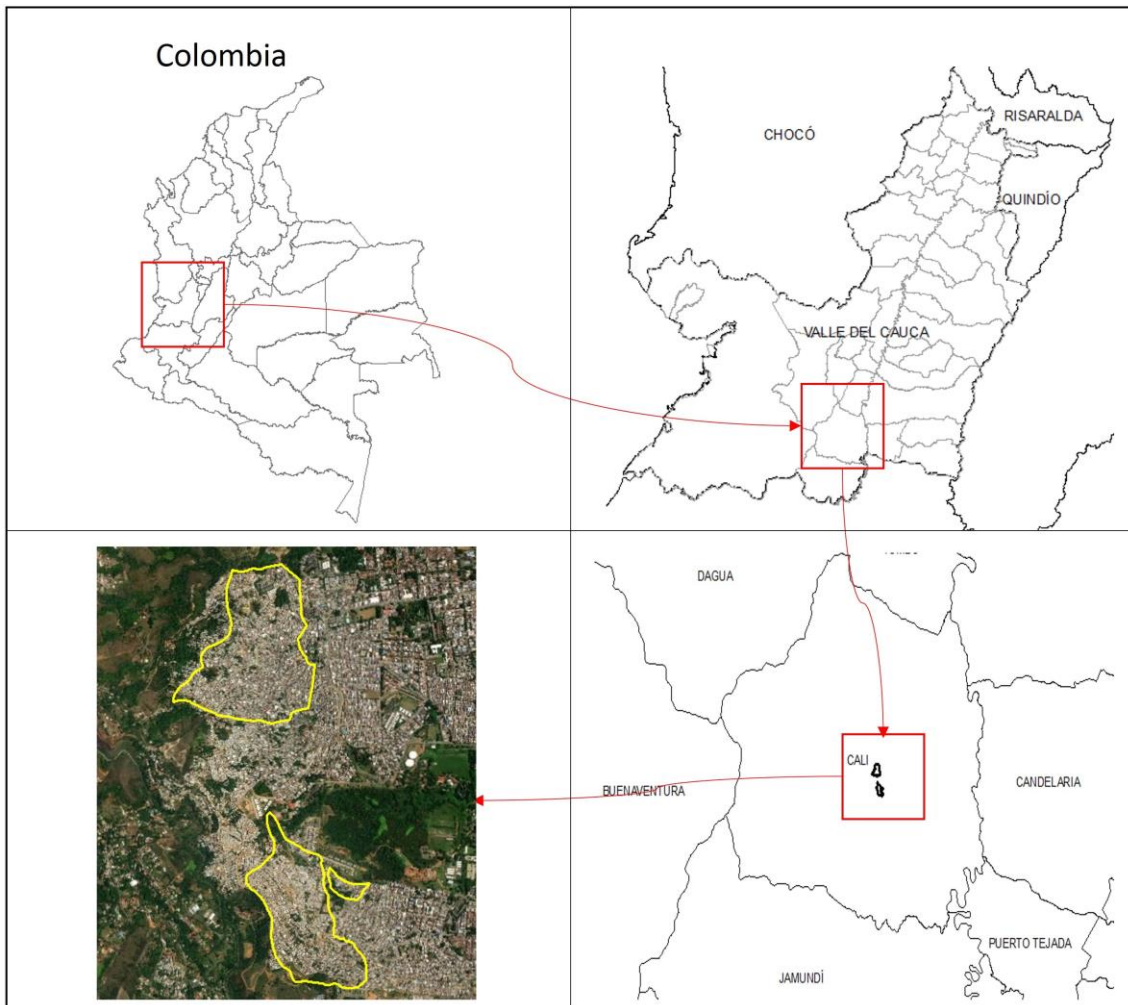 Colombia
RISARALDA
CHOCÓ
QUINDÍO
VALLE DEL CAUCA
DAGUA
CALI
BUENAVENTURA
CANDELARIA
PUERTO TEJADA
JAMUNDÍ